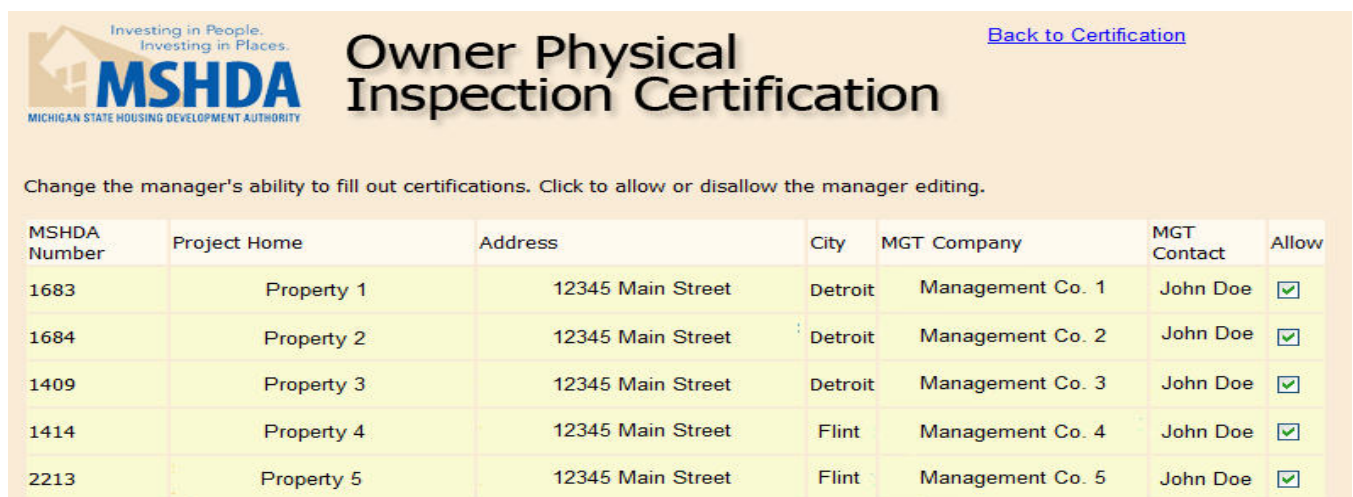 Investing in People.
Investing in Places.
MSHDA
MICHIGAN STATE HOUSING DEVELOPMENT AUTHORITY
Owner Physical
Inspection Certification
Back to Certification
Change the manager's ability to fill out certifications. Click to allow or disallow the manager editing.
MSHDA Number Project Home Address City MGT Company MGT Contact Allow
1683 Property 1 12345 Main Street Detroit Management Co. 1 John Doe
1684 Property 2 12345 Main Street Detroit Management Co. 2 John Doe
1409 Property 3 12345 Main Street Detroit Management Co. 3 John Doe
1414 Property 4 12345 Main Street Flint Management Co. 4 John Doe
2213 Property 5 12345 Main Street Flint Management Co. 5 John Doe